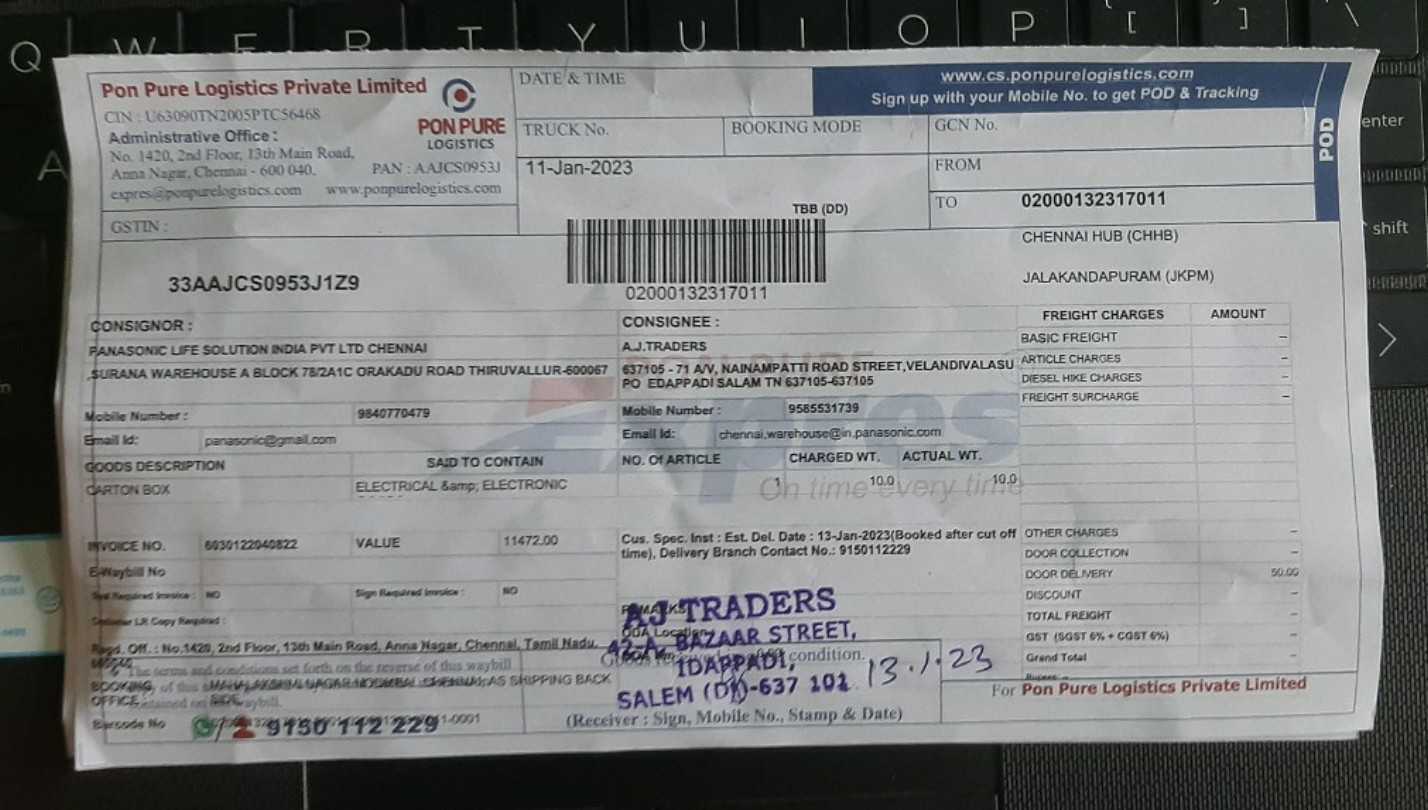 Pon Pure Logistics Private Limited
CIN : U63090TN2005PTC56468
Administrative Office :
No. 1420, 2nd Floor, 13th Main Road,
Anna Nagar, Chennai - 600 040.
PAN : AAJCS0953J
expres@ponpurelogistics.com www.ponpurelogistics.com
PON PURE
LOGISTICS
GSTIN :
33AAJCS0953J1Z9
DATE & TIME
www.cs.ponpurelogistics.com
Sign up with your Mobile No. to get POD & Tracking
POD
TRUCK No. BOOKING MODE GCN No.
11-Jan-2023
FROM
TBB (DD)
TO 02000132317011
CHENNAI HUB (CHHB)
JALAKANDAPURAM (JKPM)
02000132317011
CONSIGNOR :
PANASONIC LIFE SOLUTION INDIA PVT LTD CHENNAI
,SURANA WAREHOUSE A BLOCK 78/2A1C ORAKADU ROAD THIRUVALLUR-600067
Mobile Number : 9840770479
Email Id: panasonic@gmail.com
CONSIGNEE :
A.J.TRADERS
637105 - 71 A/V, NAINAMPATTI ROAD STREET,VELANDIVALASU
PO EDAPPADI SALEM TN 637105-637105
Mobile Number : 9585531739
Email Id: chennai.warehouse@in.panasonic.com
GOODS DESCRIPTION SAID TO CONTAIN NO. Of ARTICLE CHARGED WT. ACTUAL WT.
CARTON BOX ELECTRICAL &amp; ELECTRONIC 1 10.0 10.0
On time every time
FREIGHT CHARGES AMOUNT
BASIC FREIGHT –
ARTICLE CHARGES –
DIESEL HIKE CHARGES –
FREIGHT SURCHARGE –
OTHER CHARGES –
DOOR COLLECTION –
DOOR DELIVERY 50.00
DISCOUNT –
TOTAL FREIGHT –
GST (SGST 6% + CGST 6%) –
Grand Total –
INVOICE NO. 6030122040822 VALUE 11472.00
E-Waybill No
Required Invoice : NO Sign Required Invoice : NO
LR Copy Required :
Cus. Spec. Inst : Est. Del. Date : 13-Jan-2023(Booked after cut off
time), Delivery Branch Contact No.: 9150112229
Regd. Off. : No.1420, 2nd Floor, 13th Main Road, Anna Nagar, Chennai, Tamil Nadu,
The terms and conditions set forth on the reverse of this waybill
BOOKING
OFFICE
SHIPPING BACK
Barcode No
9150 112 229
AJ TRADERS
42-A, BAZAAR STREET,
IDAPPADI,
SALEM (Dt)-637 101
condition.
13.1.23
(Receiver : Sign, Mobile No., Stamp & Date)
For Pon Pure Logistics Private Limited
Q W E R T Y U I O P [ ] \
A
enter
shift